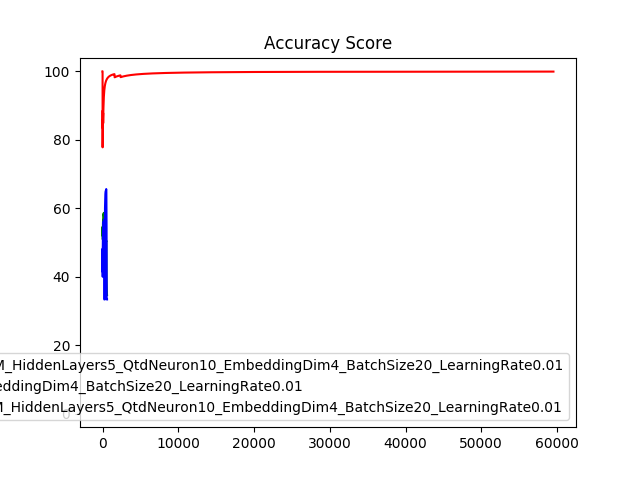 Accuracy Score
100
80
60
40
20
0
M_HiddenLayers5_QtdNeuron10_EmbeddingDim4_BatchSize20_LearningRate0.01
eddingDim4_BatchSize20_LearningRate0.01
M_HiddenLayers5_QtdNeuron10_EmbeddingDim4_BatchSize20_LearningRate0.01
0 10000 20000 30000 40000 50000 60000